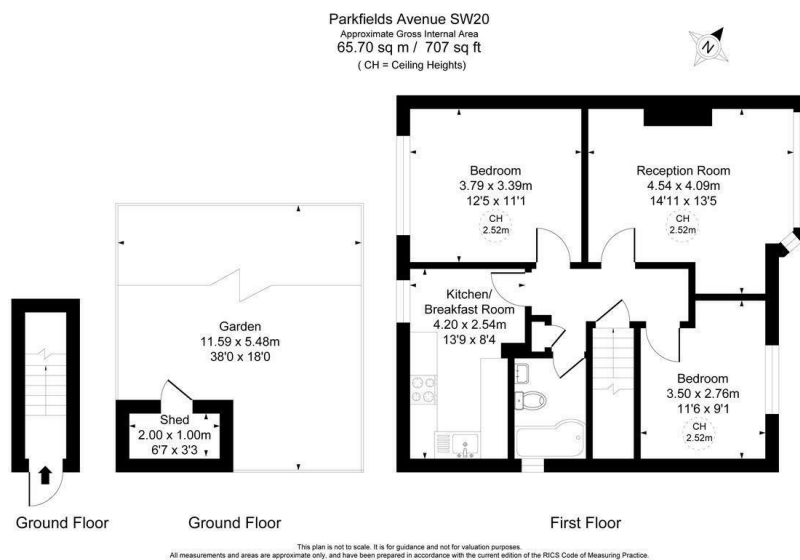 Parkfields Avenue SW20
Approximate Gross Internal Area
65.70 sq m / 707 sq ft
( CH = Ceiling Heights)
N
Bedroom
3.79 x 3.39m
12'5 x 11'1
CH
2.52m
Reception Room
4.54 x 4.09m
14'11 x 13'5
CH
2.52m
Kitchen/
Breakfast Room
4.20 x 2.54m
13'9 x 8'4
Garden
11.59 x 5.48m
38'0 x 18'0
Bedroom
3.50 x 2.76m
11'6 x 9'1
CH
2.52m
Shed
2.00 x 1.00m
6'7 x 3'3
Ground Floor
Ground Floor
First Floor
This plan is not to scale. It is for guidance and not for valuation purposes.
All measurements and areas are approximate only, and have been prepared in accordance with the current edition of the RICS Code of Measuring Practice.